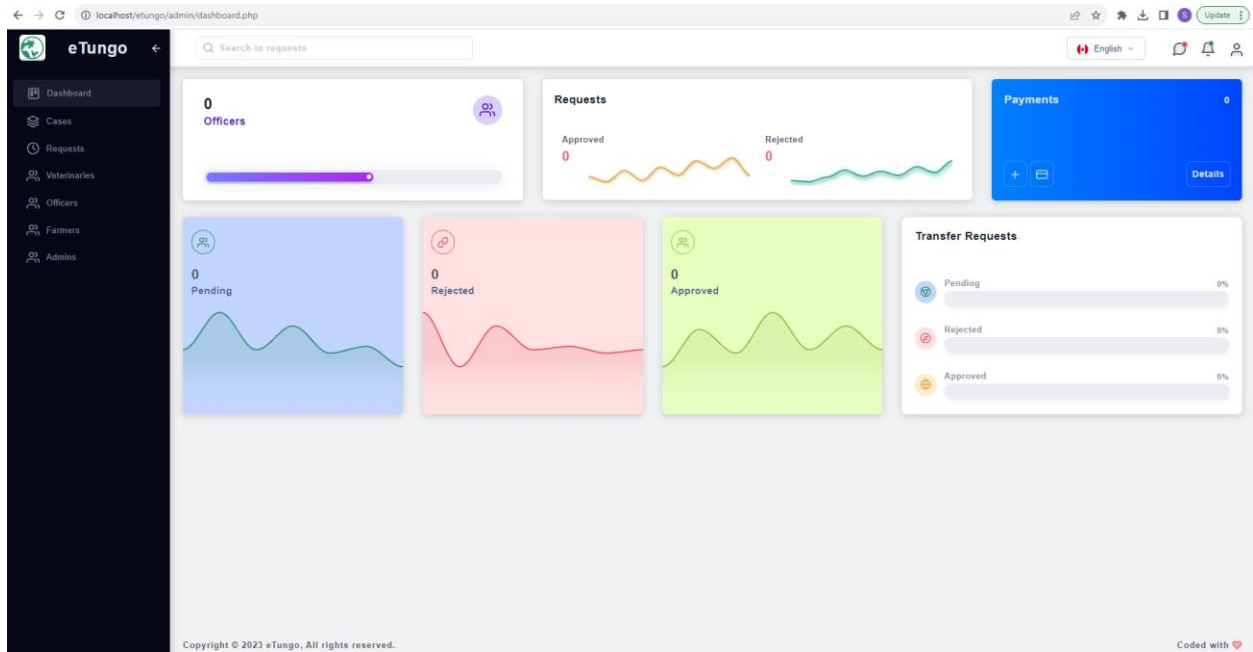 localhost/etungo/admin/dashboard.php
S
Update
eTungo
Search in requests
English
Dashboard
Cases
Requests
Veterinaries
Officers
Farmers
Admins
0
Officers
Requests
Approved
0
Rejected
0
Payments
0
Details
0
Pending
0
Rejected
0
Approved
Transfer Requests
Pending
0%
Rejected
0%
Approved
0%
Copyright © 2023 eTungo, All rights reserved.
Coded with